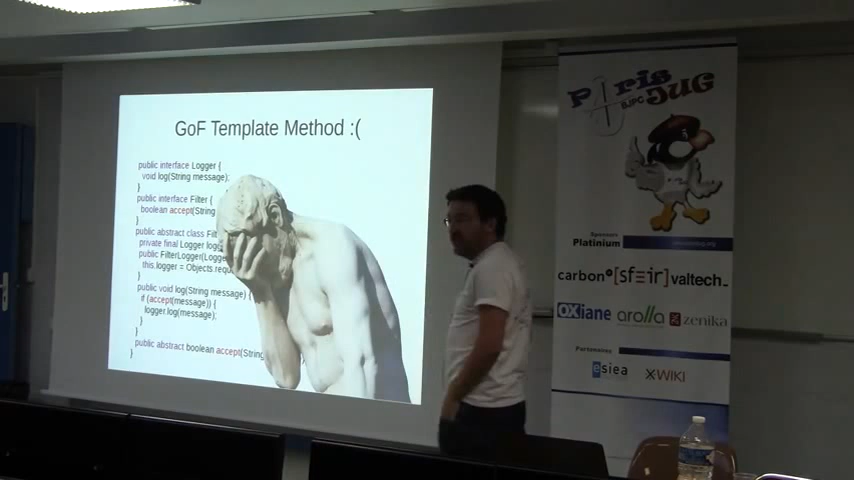 GoF Template Method :(
public interface Logger {
void log(String message);
}
public interface Filter {
boolean accept(String
}
public abstract class Filt
private final Logger logg
public FilterLogger(Logge
this.logger = Objects.requ
}
public void log(String message) {
if (accept(message)) {
logger.log(message);
}
}
public abstract boolean accept(String
}
Paris
JUG
Sponsors
Platinium
carbon [sfeir] valtech_
OXiane arolla zenika
Partenaires
esiea XWIKI